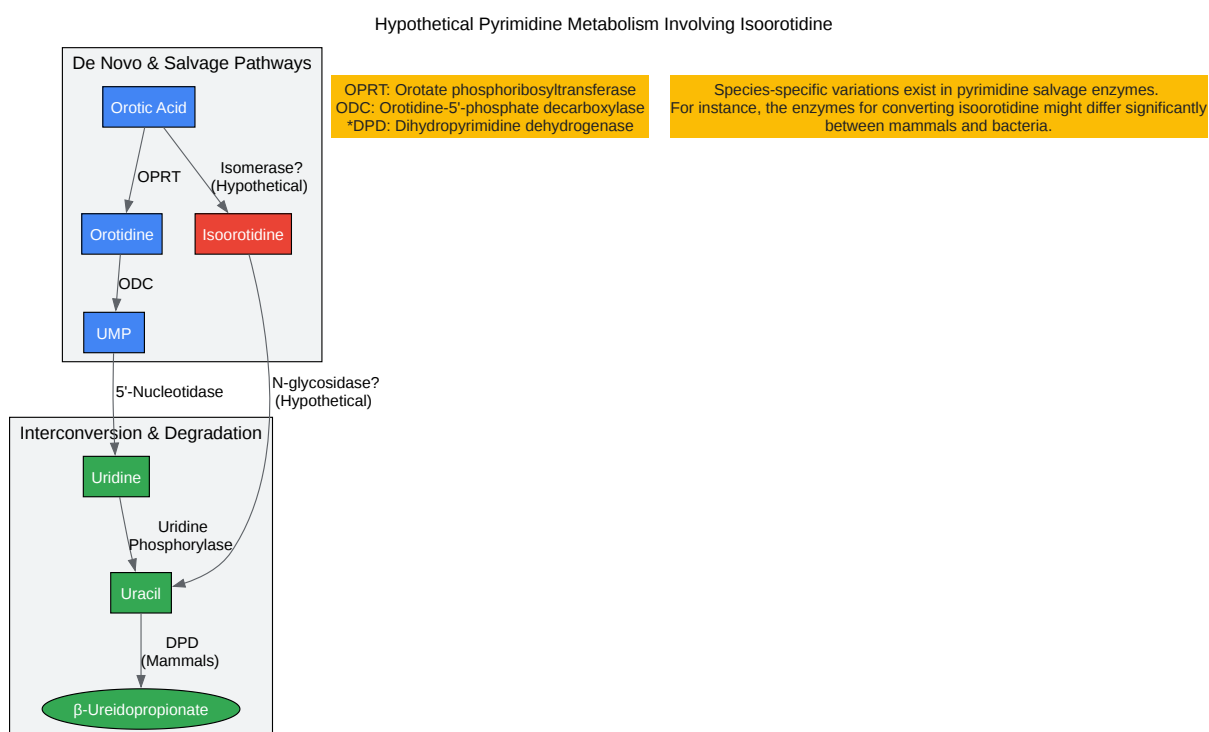 Hypothetical Pyrimidine Metabolism Involving Isoorotidine
De Novo & Salvage Pathways
OPRT: Orotate phosphoribosyltransferase
ODC: Orotidine-5'-phosphate decarboxylase
*DPD: Dihydropyrimidine dehydrogenase
Species-specific variations exist in pyrimidine salvage enzymes.
For instance, the enzymes for converting isoorotidine might differ significantly
between mammals and bacteria.
Orotic Acid
OPRT
Isomerase?
(Hypothetical)
Orotidine
Isoorotidine
ODC
UMP
5'-Nucleotidase
N-glycosidase?
(Hypothetical)
Interconversion & Degradation
Uridine
Uridine
Phosphorylase
Uracil
DPD
(Mammals)
β-Ureidopropionate